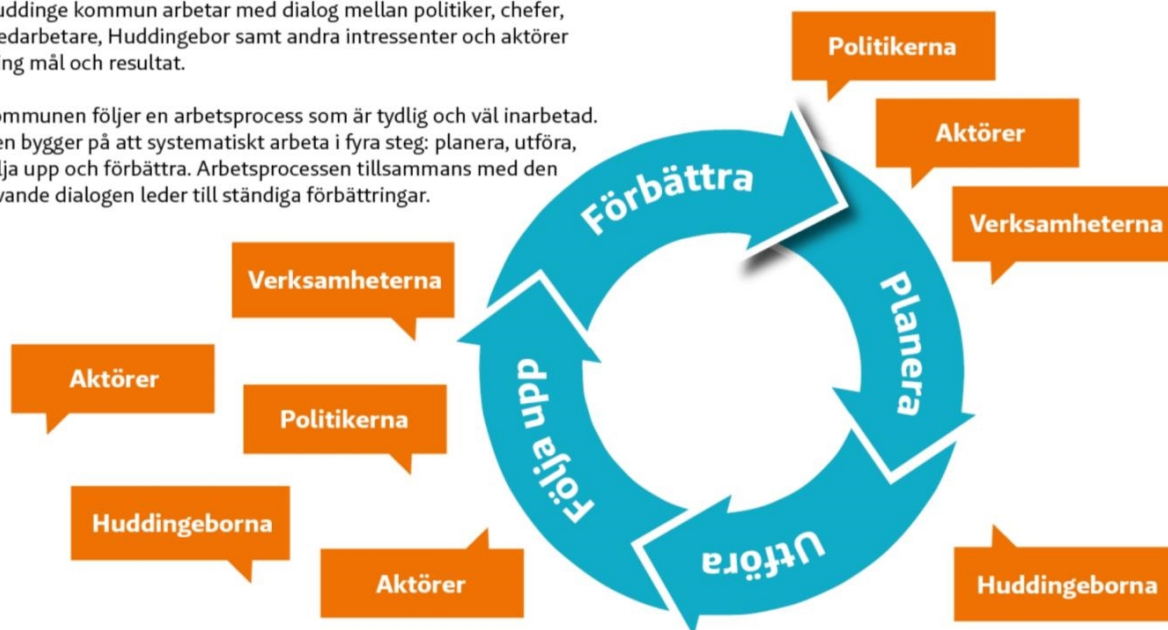 uddinge kommun arbetar med dialog mellan politiker, chefer,
edarbetare, Huddingebor samt andra intressenter och aktörer
ing mål och resultat.
ommunen följer en arbetsprocess som är tydlig och väl inarbetad.
en bygger på att systematiskt arbeta i fyra steg: planera, utföra,
lja upp och förbättra. Arbetsprocessen tillsammans med den
vande dialogen leder till ständiga förbättringar.
Politikerna
Aktörer
Verksamheterna
Förbättra
Planera
Utföra
Följa upp
Verksamheterna
Aktörer
Politikerna
Huddingeborna
Aktörer
Huddingeborna